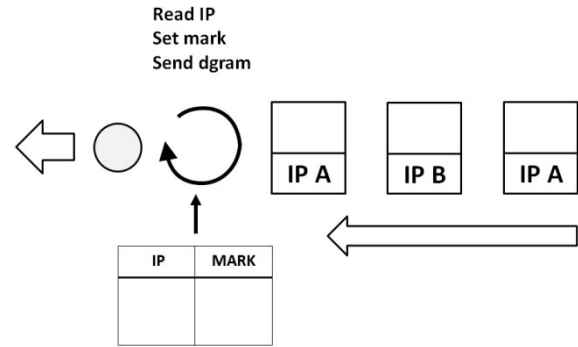 Read IP
Set mark
Send dgram
IP A IP B IP A
IP MARK